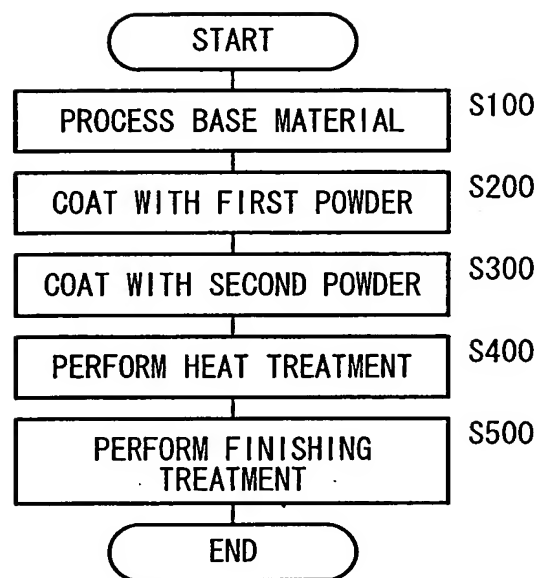 START
PROCESS BASE MATERIAL
S100
COAT WITH FIRST POWDER
S200
COAT WITH SECOND POWDER
S300
PERFORM HEAT TREATMENT
S400
PERFORM FINISHING
TREATMENT
S500
END